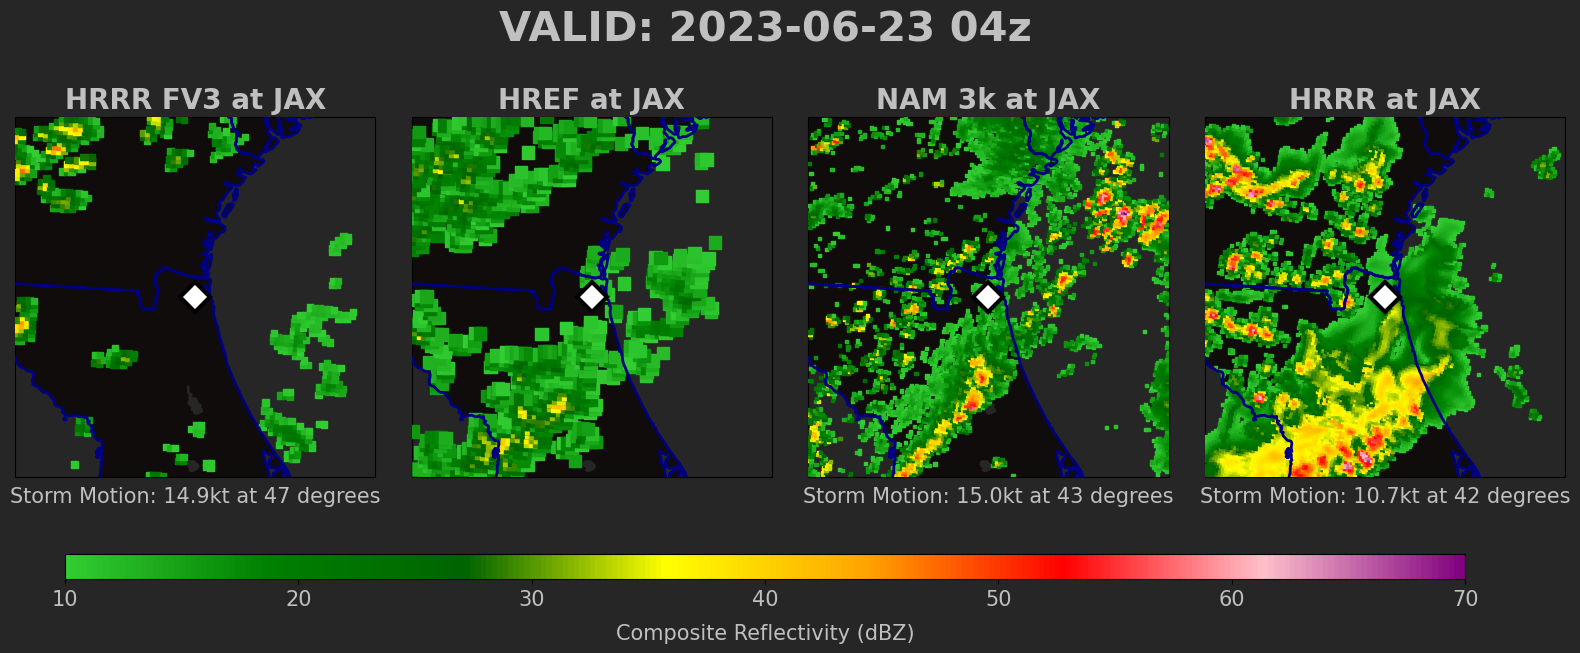 VALID: 2023-06-23 04z
HRRR FV3 at JAX
HREF at JAX
NAM 3k at JAX
HRRR at JAX
Storm Motion: 14.9kt at 47 degrees
Storm Motion: 15.0kt at 43 degrees
Storm Motion: 10.7kt at 42 degrees
10 20 30 40 50 60 70
Composite Reflectivity (dBZ)